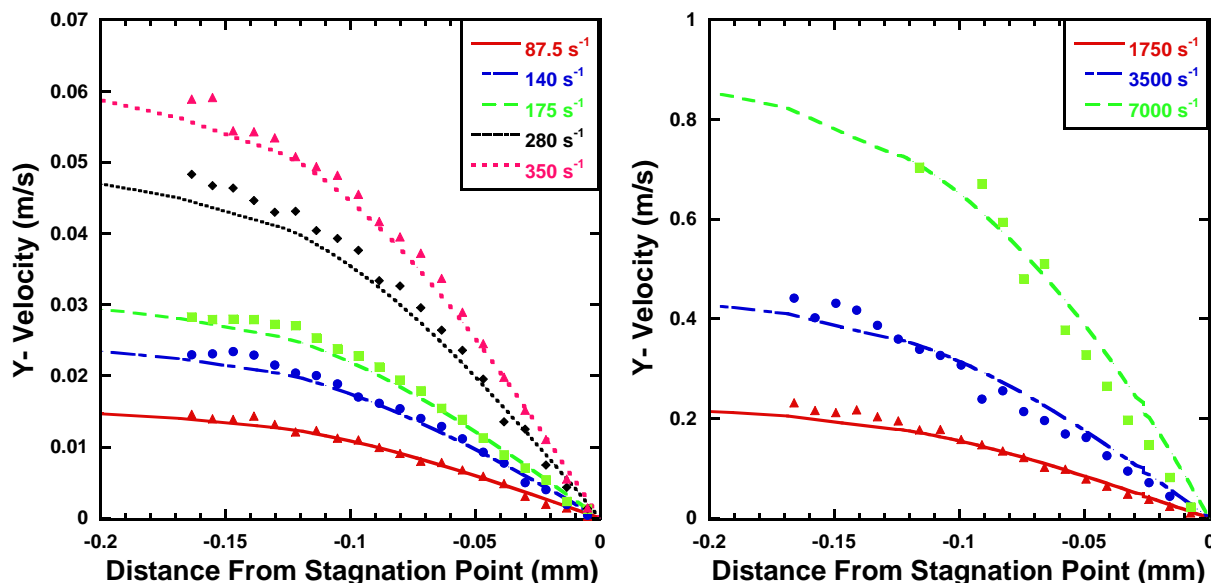 Y- Velocity (m/s)
0.07
0.06
0.05
0.04
0.03
0.02
0.01
0
-0.2 -0.15 -0.1 -0.05 0
Distance From Stagnation Point (mm)
87.5 s⁻¹
140 s⁻¹
175 s⁻¹
280 s⁻¹
350 s⁻¹
Y- Velocity (m/s)
1
0.8
0.6
0.4
0.2
0
-0.2 -0.15 -0.1 -0.05 0
Distance From Stagnation Point (mm)
1750 s⁻¹
3500 s⁻¹
7000 s⁻¹